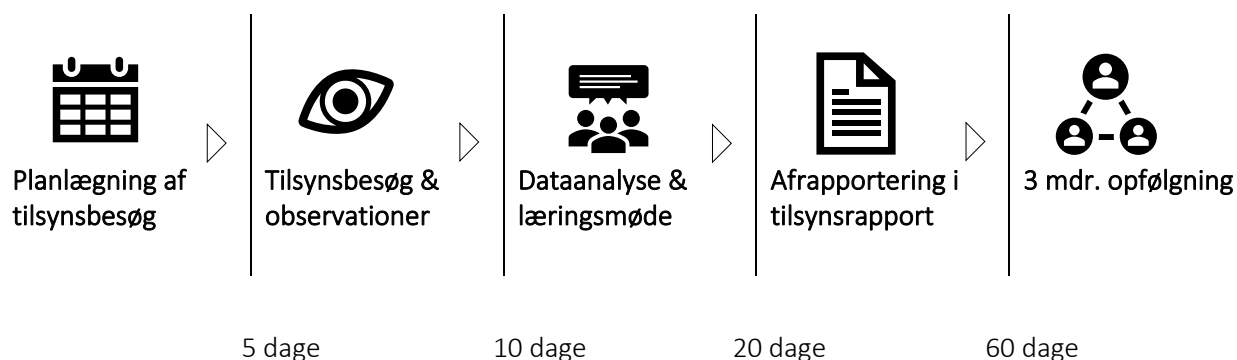 Planlægning af
tilsynsbesøg
Tilsynsbesøg &
observationer
Dataanalyse &
læringsmøde
Afrapportering i
tilsynsrapport
3 mdr. opfølgning
5 dage
10 dage
20 dage
60 dage